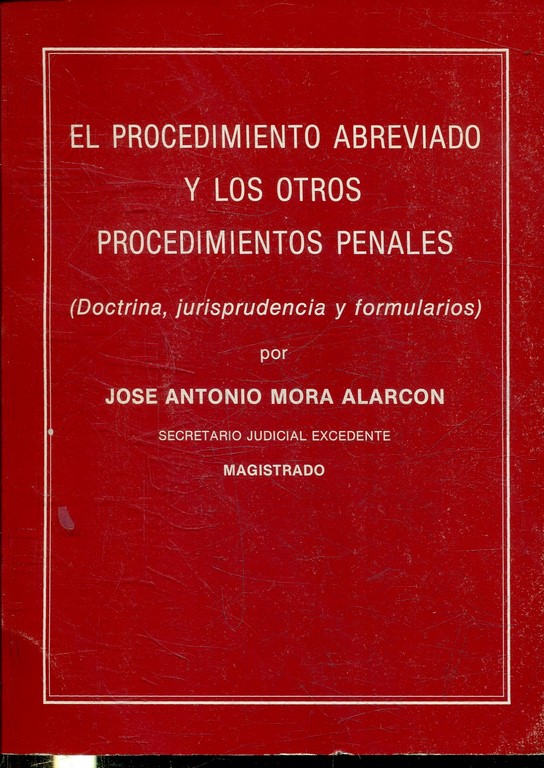 EL PROCEDIMIENTO ABREVIADO
Y LOS OTROS
PROCEDIMIENTOS PENALES
(Doctrina, jurisprudencia y formularios)
por
JOSE ANTONIO MORA ALARCON
SECRETARIO JUDICIAL EXCEDENTE
MAGISTRADO